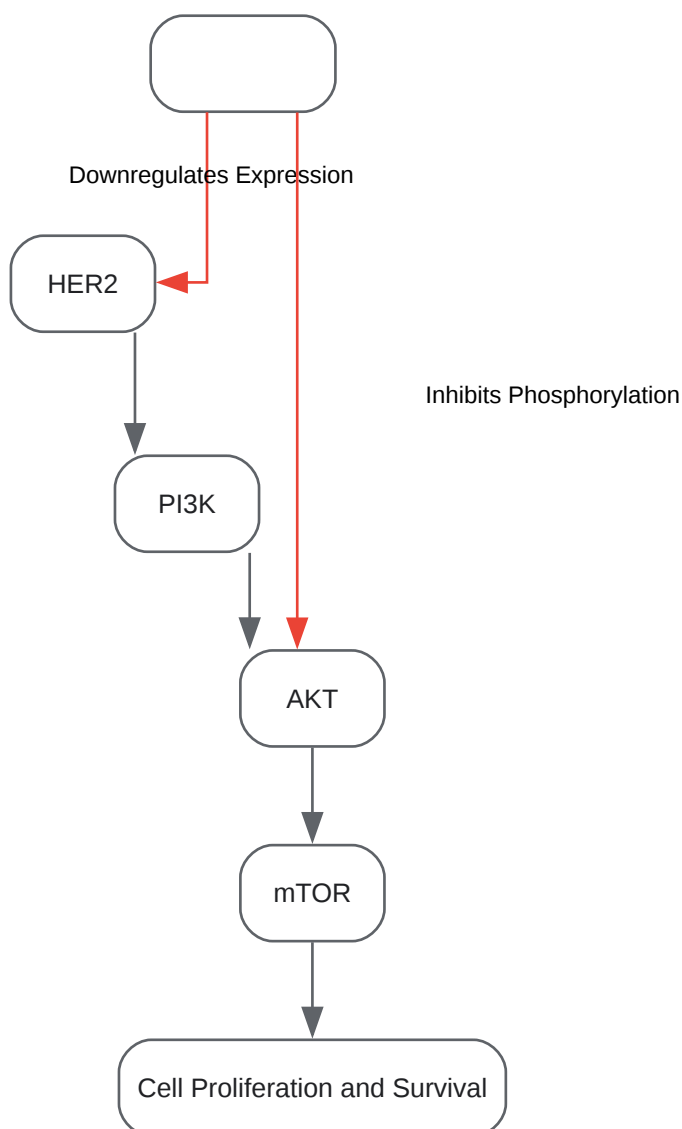 Downregulates Expression
HER2
Inhibits Phosphorylation
PI3K
AKT
mTOR
Cell Proliferation and Survival